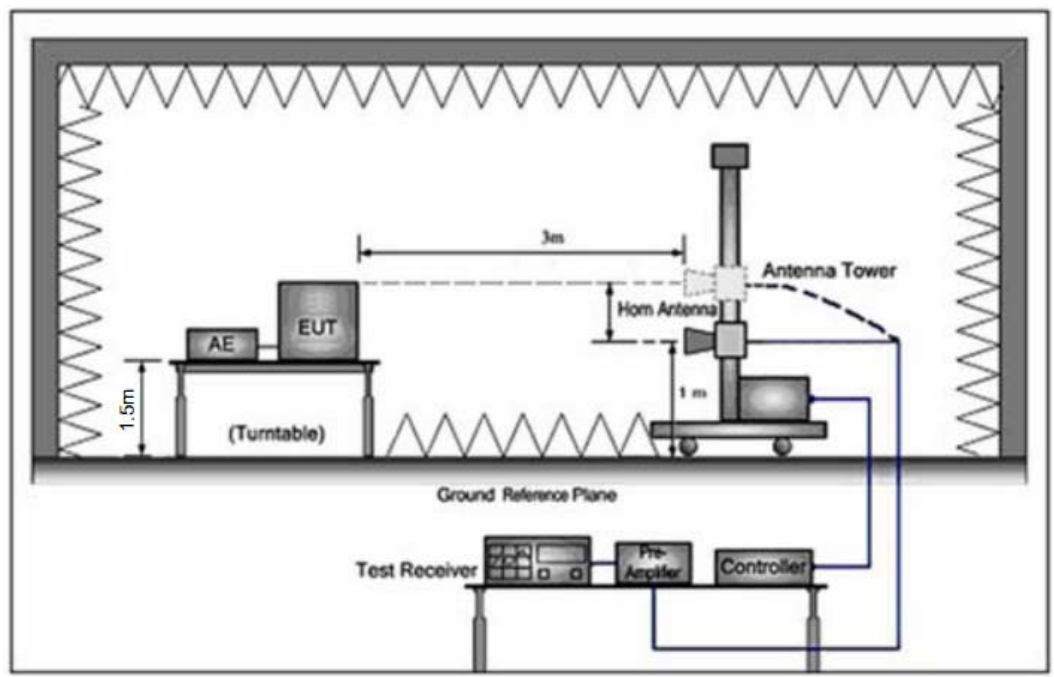 3m
Antenna Tower
Horn Antenna
EUT
AE
1 m
1.5m
(Turntable)
Ground Reference Plane
Test Receiver
Pre-
Amplifier
Controller